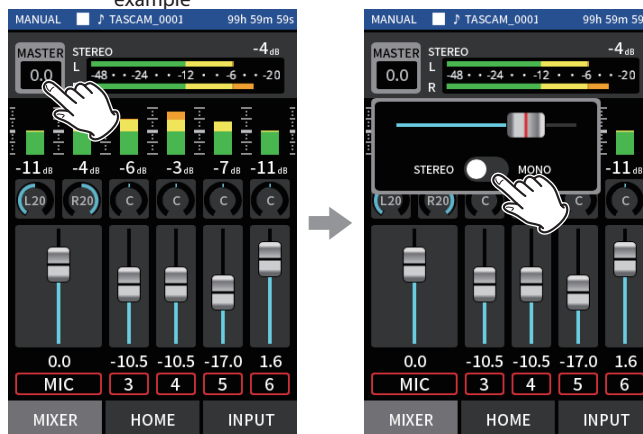 example
MANUAL ♪ TASCAM_0001 99h 59m 59s
MASTER STEREO -4dB
0.0 L -48 · · -24 · · -12 · · -6 · · -20
-11dB -4dB -6dB -3dB -7dB -11dB
L20 R20 C C C C
0.0 -10.5 -10.5 -17.0 1.6
MIC 3 4 5 6
MIXER HOME INPUT
MANUAL ♪ TASCAM_0001 99h 59m 59
MASTER STEREO -4dB
0.0 L -48 · · -24 · · -12 · · -6 · · -20
R
STEREO MONO
-11dB
L20 R20 C C C
0.0 -10.5 -10.5 -17.0 1.6
MIC 3 4 5 6
MIXER HOME INPUT